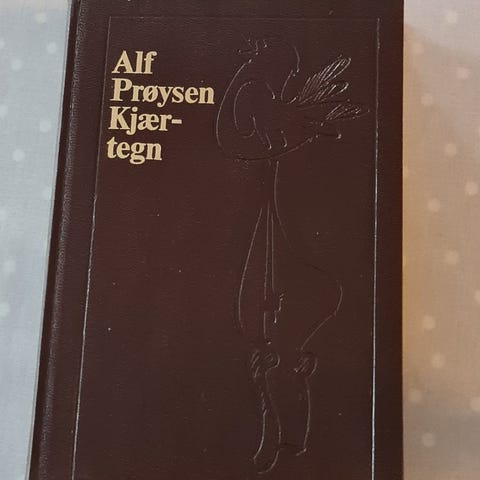 Alf
Prøysen
Kjær-
tegn